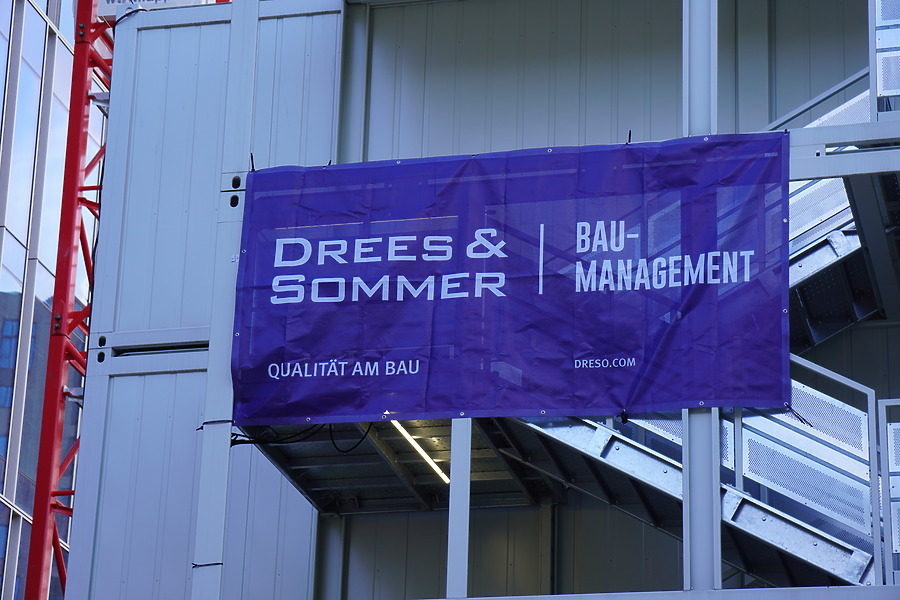 DREES &
SOMMER
BAU-
MANAGEMENT
QUALITÄT AM BAU
DRESO.COM